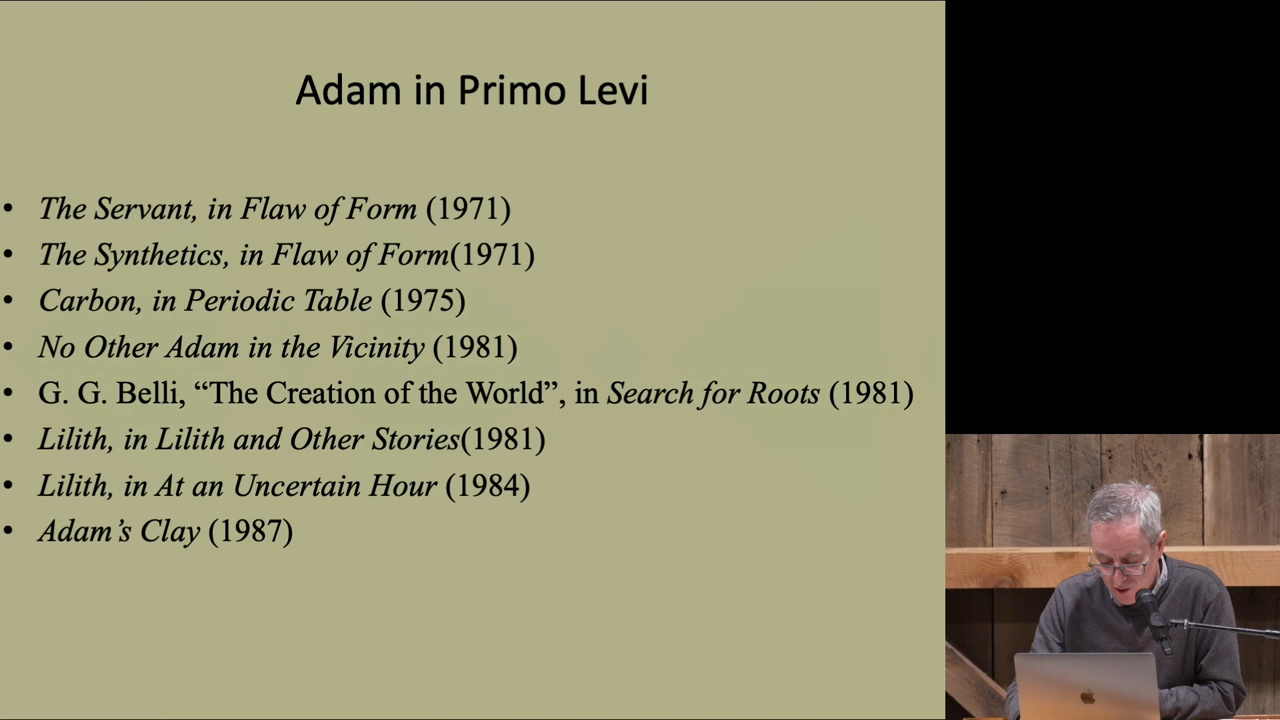 Adam in Primo Levi
• The Servant, in Flaw of Form (1971)
• The Synthetics, in Flaw of Form(1971)
• Carbon, in Periodic Table (1975)
• No Other Adam in the Vicinity (1981)
• G. G. Belli, “The Creation of the World”, in Search for Roots (1981)
• Lilith, in Lilith and Other Stories(1981)
• Lilith, in At an Uncertain Hour (1984)
• Adam’s Clay (1987)